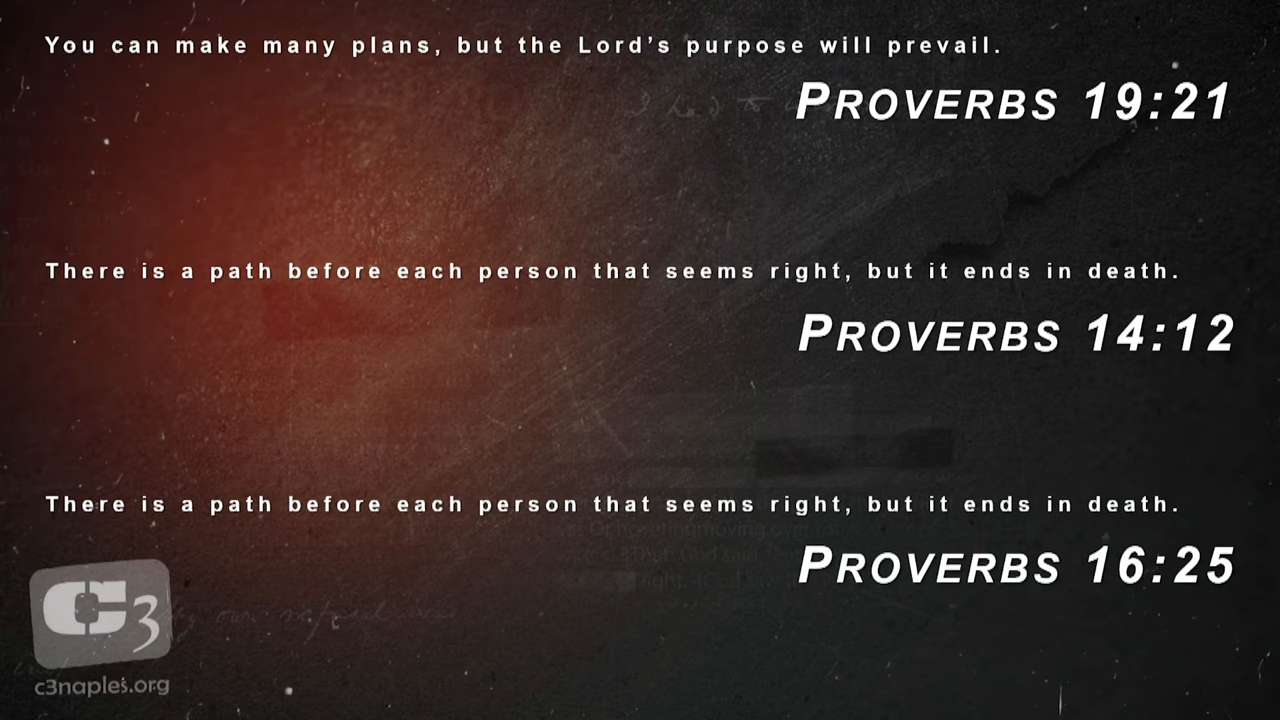 You can make many plans, but the Lord's purpose will prevail.
PROVERBS 19:21
There is a path before each person that seems right, but it ends in death.
PROVERBS 14:12
There is a path before each person that seems right, but it ends in death.
PROVERBS 16:25
C3
c3naples.org